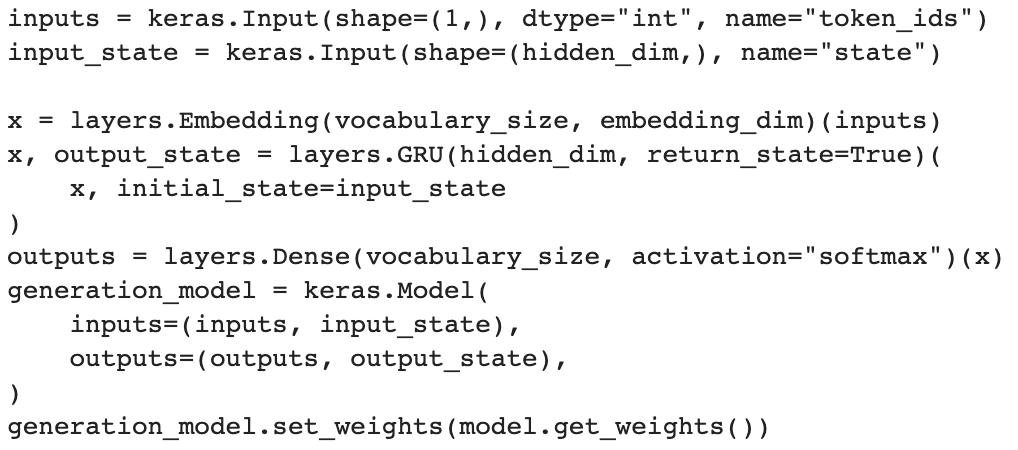 inputs = keras.Input(shape=(1,), dtype="int", name="token_ids")
input_state = keras.Input(shape=(hidden_dim,), name="state")

x = layers.Embedding(vocabulary_size, embedding_dim)(inputs)
x, output_state = layers.GRU(hidden_dim, return_state=True)(
    x, initial_state=input_state
)
outputs = layers.Dense(vocabulary_size, activation="softmax")(x)
generation_model = keras.Model(
    inputs=(inputs, input_state),
    outputs=(outputs, output_state),
)
generation_model.set_weights(model.get_weights())